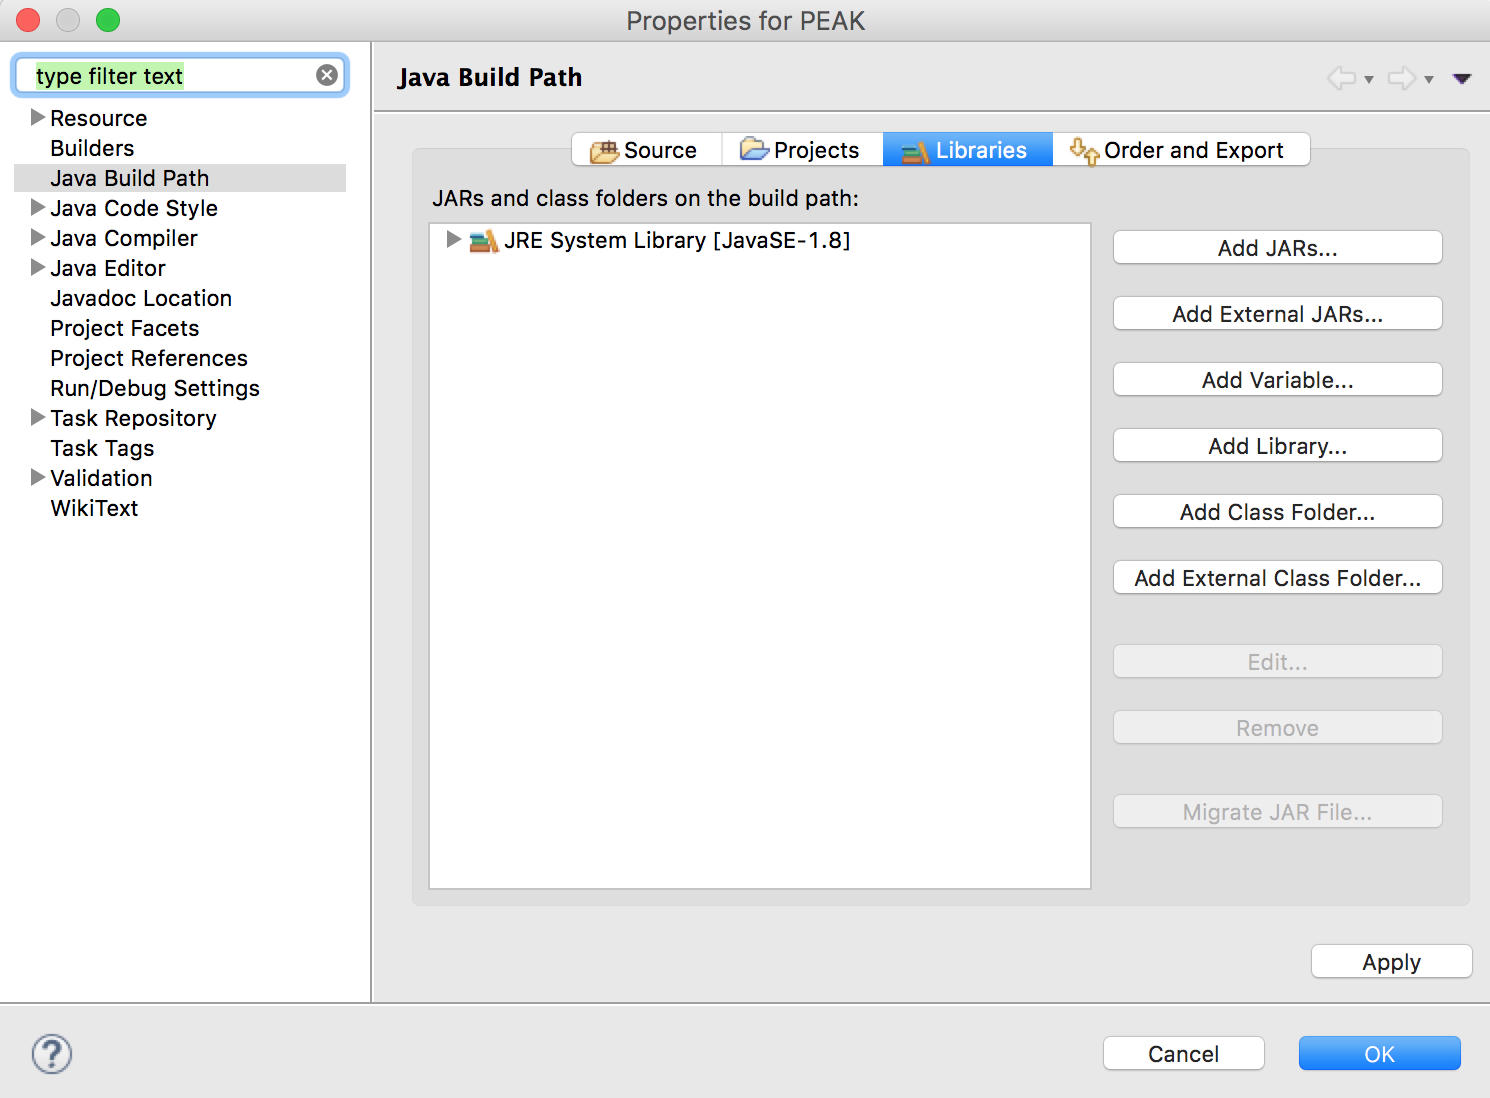 Properties for PEAK
type filter text
Resource
Builders
Java Build Path
Java Code Style
Java Compiler
Java Editor
Javadoc Location
Project Facets
Project References
Run/Debug Settings
Task Repository
Task Tags
Validation
WikiText
Java Build Path
Source Projects Libraries Order and Export
JARs and class folders on the build path:
JRE System Library [JavaSE-1.8]
Add JARs...
Add External JARs...
Add Variable...
Add Library...
Add Class Folder...
Add External Class Folder...
Edit...
Remove
Migrate JAR File...
Apply
?
Cancel OK